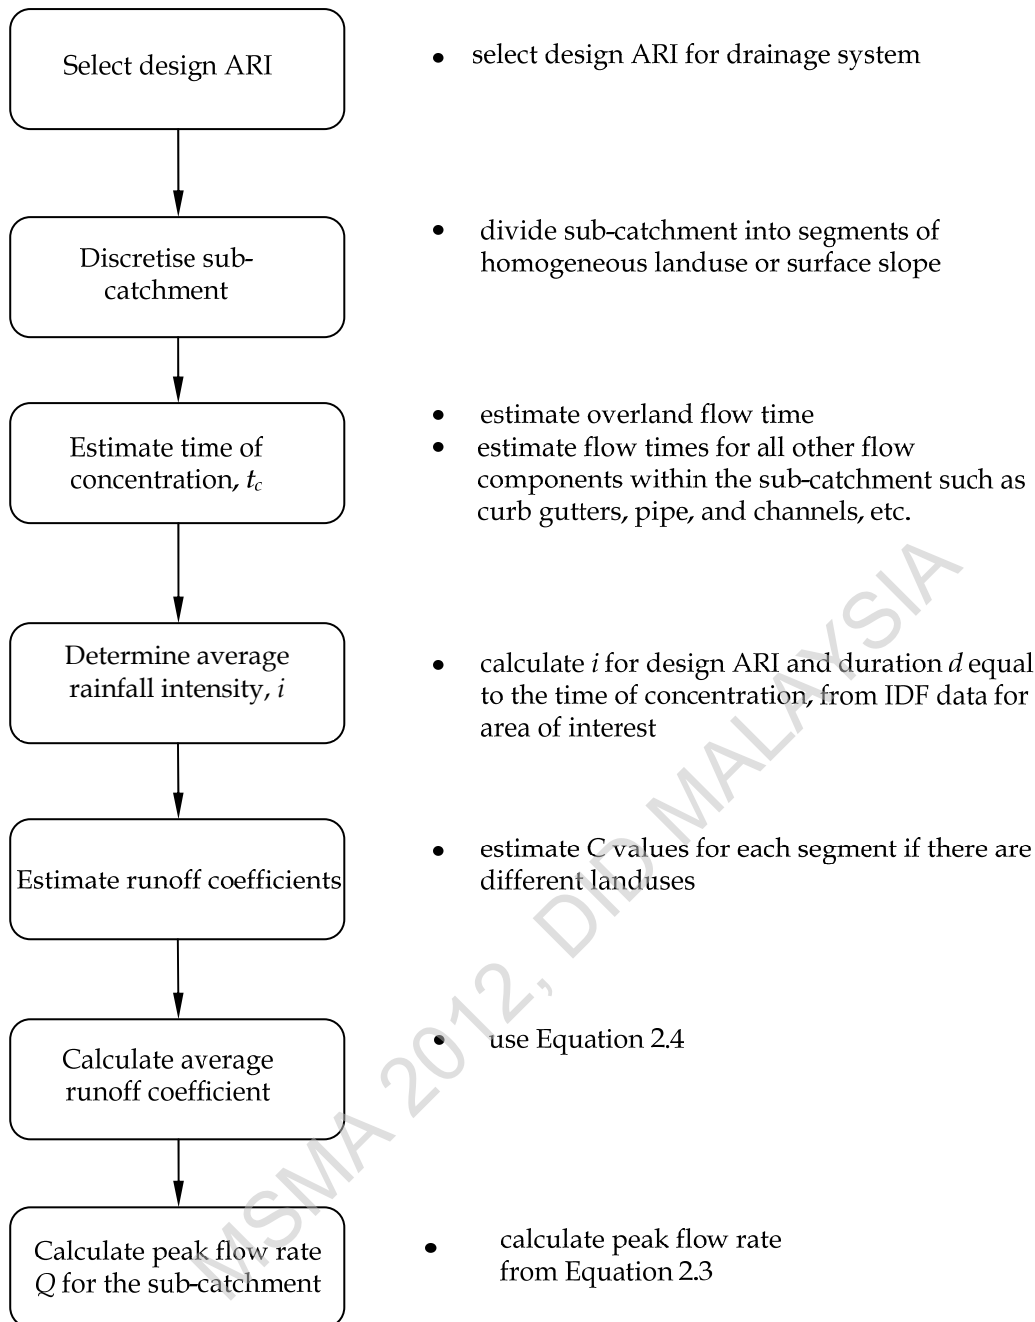 Select design ARI
• select design ARI for drainage system
Discretise sub-
catchment
• divide sub-catchment into segments of
homogeneous landuse or surface slope
Estimate time of
concentration, tc
• estimate overland flow time
• estimate flow times for all other flow
components within the sub-catchment such as
curb gutters, pipe, and channels, etc.
Determine average
rainfall intensity, i
• calculate i for design ARI and duration d equal
to the time of concentration, from IDF data for
area of interest
Estimate runoff coefficients
• estimate C values for each segment if there are
different landuses
Calculate average
runoff coefficient
• use Equation 2.4
Calculate peak flow rate
Q for the sub-catchment
• calculate peak flow rate
from Equation 2.3
MSMA 2012, DID MALAYSIA